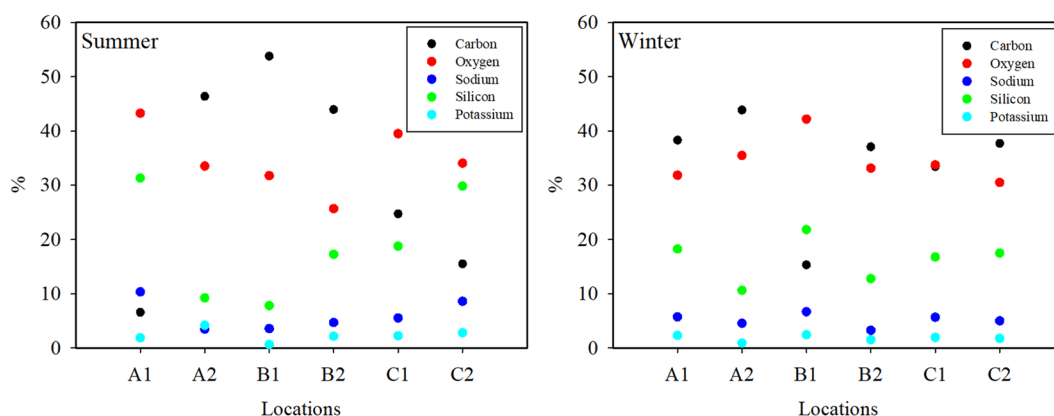 Summer
Carbon
Oxygen
Sodium
Silicon
Potassium
60
50
40
30
20
10
0
%
A1 A2 B1 B2 C1 C2
Locations
Winter
Carbon
Oxygen
Sodium
Silicon
Potassium
60
50
40
30
20
10
0
%
A1 A2 B1 B2 C1 C2
Locations